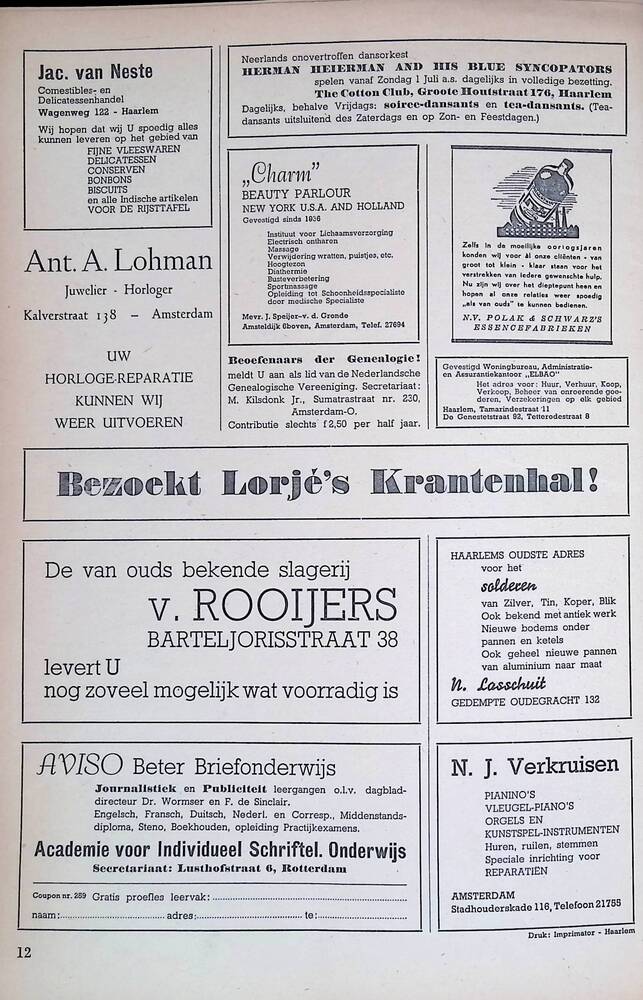 Jac. van Neste
Comestibles- en
Delicatessenhandel
Wagenweg 122 - Haarlem
Wij hopen dat wij U spoedig alles
kunnen leveren op het gebied van
FIJNE VLEESWAREN
DELICATESSEN
CONSERVEN
BONBONS
BISCUITS
en alle Indische artikelen
VOOR DE RIJSTTAFEL
Neerlands onovertroffen dansorkest
HERMAN HEIERMAN AND HIS BLUE SYNCOPATORS
spelen vanaf Zondag 1 Juli a.s. dagelijks in volledige bezetting.
The Cotton Club, Groote Houtstraat 176, Haarlem
Dagelijks, behalve Vrijdags: soiree-dansants en tea-dansants. (Tea-
dansants uitsluitend des Zaterdags en op Zon- en Feestdagen.)
Ant. A. Lohman
Juwelier - Horloger
Kalverstraat 138 — Amsterdam
UW
HORLOGE-REPARATIE
KUNNEN WIJ
WEER UITVOEREN
„Charm”
BEAUTY PARLOUR
NEW YORK U.S.A. AND HOLLAND
Gevestigd sinds 1936
Instituut voor Lichaamsverzorging
Electrisch ontharen
Massage
Verwijdering wratten, puistjes, etc.
Hoogtezon
Diathermie
Busteverbetering
Sportmassage
Opleiding tot Schoonheidsspecialiste
door medische Specialiste
Mevr. J. Speijer-v. d. Gronde
Amsteldijk 6boven, Amsterdam, Telef. 27694
Zelfs in de moeilijke oorlogsjaren
konden wij voor ál onze cliënten - van
groot tot klein - klaar staan voor het
verstrekken van iedere gewenschte hulp.
Nu zijn wij over het dieptepunt heen en
hopen al onze relaties weer spoedig
„als van ouds” te kunnen bedienen.
N.V. POLAK & SCHWARZ'S
ESSENCEFABRIEKEN
Beoefenaars der Genealogie!
meldt U aan als lid van de Nederlandsche
Genealogische Vereeniging. Secretariaat:
M. Kilsdonk Jr., Sumatrastraat nr. 230,
Amsterdam-O.
Contributie slechts f 2,50 per half jaar.
Gevestigd Woningbureau, Administratie-
en Assurantiekantoor „ELBAO”
Het adres voor: Huur, Verhuur, Koop,
Verkoop, Beheer van onroerende goe-
deren, Verzekeringen op elk gebied
Haarlem, Tamarindestraat 11
De Genestetstraat 92, Tetterodestraat 8
Bezoekt Lorjé's Krantenhal!
De van ouds bekende slagerij
v. ROOIJERS
BARTELJORISSTRAAT 38
levert U
nog zoveel mogelijk wat voorradig is
HAARLEMS OUDSTE ADRES
voor het
solderen
van Zilver, Tin, Koper, Blik
Ook bekend met antiek werk
Nieuwe bodems onder
pannen en ketels
Ook geheel nieuwe pannen
van aluminium naar maat
N. Lasschuit
GEDEMPTE OUDEGRACHT 132
AVISO Beter Briefonderwijs
Journalistiek en Publiciteit leergangen o.l.v. dagblad-
directeur Dr. Wormser en F. de Sinclair.
Engelsch, Fransch, Duitsch, Nederl. en Corresp., Middenstands-
diploma, Steno, Boekhouden, opleiding Practijkexamens.
Academie voor Individueel Schriftel. Onderwijs
Secretariaat: Lusthofstraat 6, Rotterdam
Coupon nr. 289 Gratis proefles leervak:
naam: adres: te:
N. J. Verkruisen
PIANINO'S
VLEUGEL-PIANO'S
ORGELS EN
KUNSTSPEL-INSTRUMENTEN
Huren, ruilen, stemmen
Speciale inrichting voor
REPARATIËN
AMSTERDAM
Stadhouderskade 116, Telefoon 21755
Druk: Imprimator - Haarlem
12